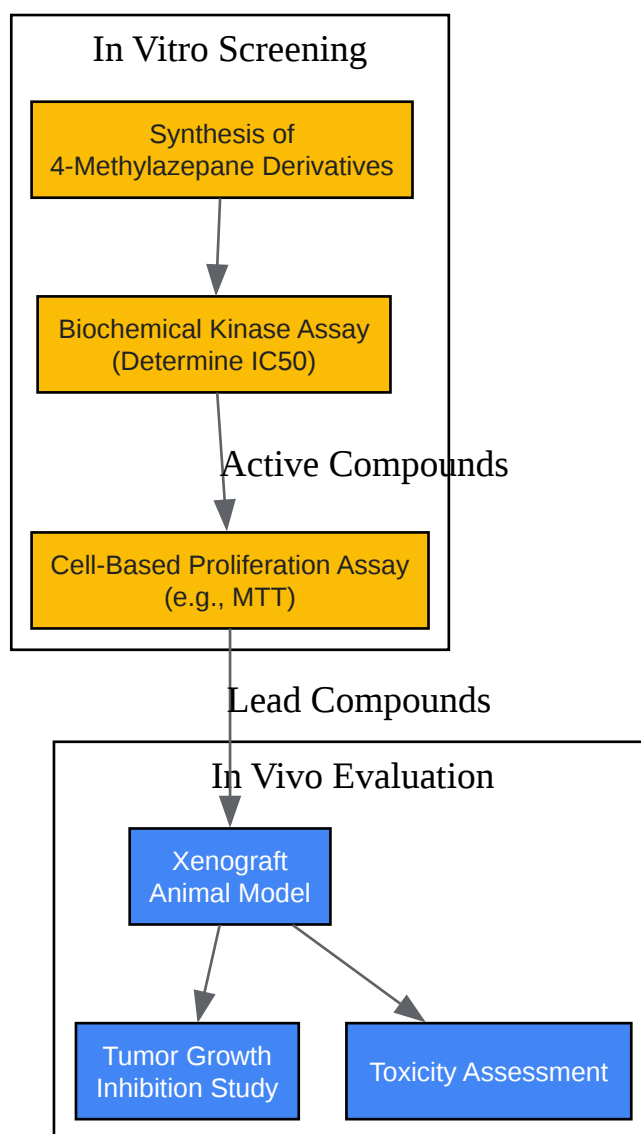 In Vitro Screening
Synthesis of
4-Methylazepane Derivatives
Biochemical Kinase Assay
(Determine IC50)
Active Compounds
Cell-Based Proliferation Assay
(e.g., MTT)
Lead Compounds
In Vivo Evaluation
Xenograft
Animal Model
Tumor Growth
Inhibition Study
Toxicity Assessment